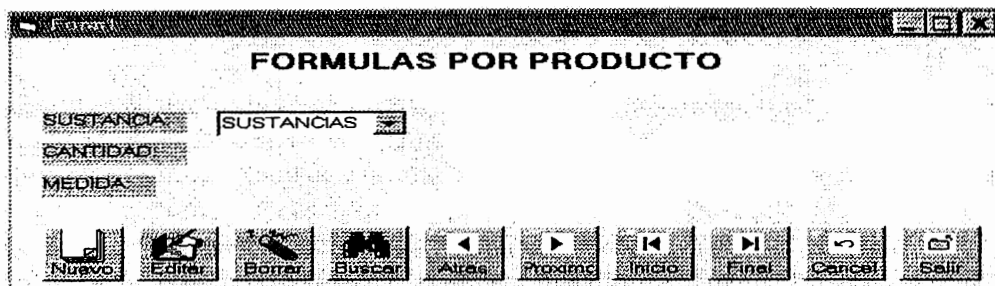 FORMULAS POR PRODUCTO
SUSTANCIA: SUSTANCIAS
CANTIDAD:
MEDIDA:
Nuevo Editar Borrar Buscar Atras Proximo Inicio Final Cancel Salir